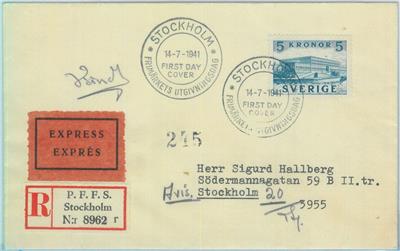 STOCKHOLM
14-7-1941
FIRST DAY
COVER
FRIMÄRKETS UTGIVNINGSDAG
STOCKHOLM
14-7-1941
FIRST DAY
COVER
FRIMÄRKETS UTGIVNINGSDAG
5 KRONOR 5
SVERIGE
EXPRESS
EXPRÈS
215
R
P. F. F. S.
Stockholm
N:r 8962 r
Herr Sigurd Hallberg
Södermannagatan 59 B II.tr.
Avis. Stockholm 20
3955